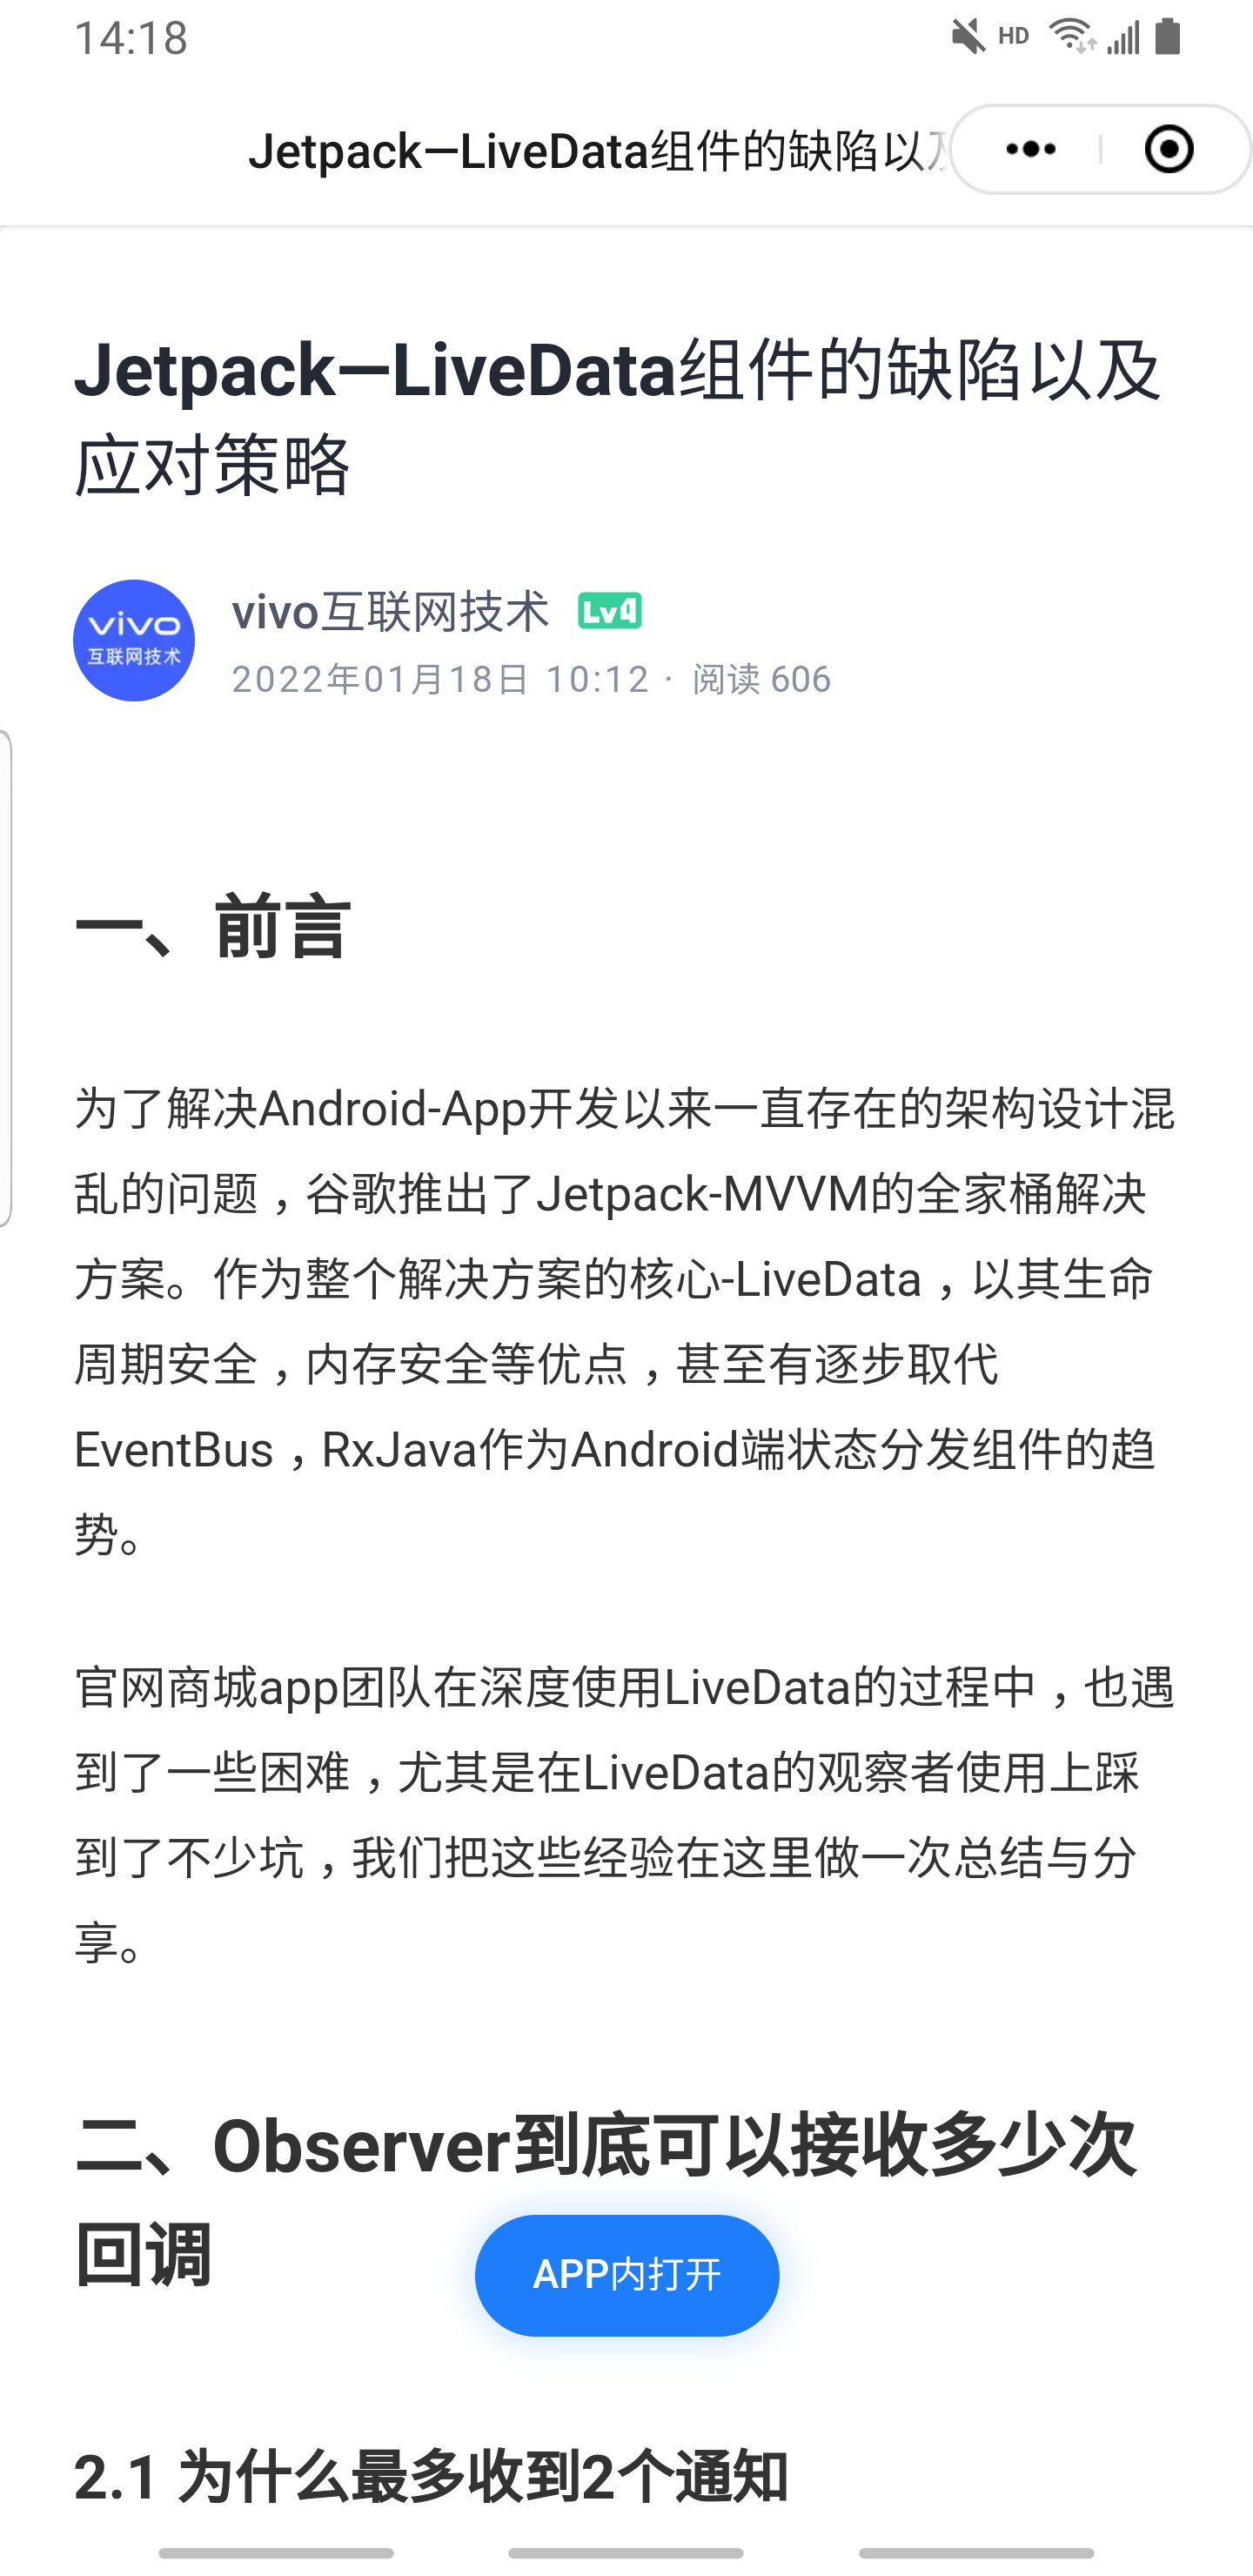 14:18
HD
Jetpack—LiveData组件的缺陷以及
Jetpack—LiveData组件的缺陷以及
应对策略
vivo
互联网技术
vivo互联网技术 Lv4
2022年01月18日 10:12 · 阅读 606
一、前言
为了解决Android-App开发以来一直存在的架构设计混
乱的问题，谷歌推出了Jetpack-MVVM的全家桶解决
方案。作为整个解决方案的核心-LiveData，以其生命
周期安全，内存安全等优点，甚至有逐步取代
EventBus，RxJava作为Android端状态分发组件的趋
势。
官网商城app团队在深度使用LiveData的过程中，也遇
到了一些困难，尤其是在LiveData的观察者使用上踩
到了不少坑，我们把这些经验在这里做一次总结与分
享。
二、Observer到底可以接收多少次
回调
APP内打开
2.1 为什么最多收到2个通知